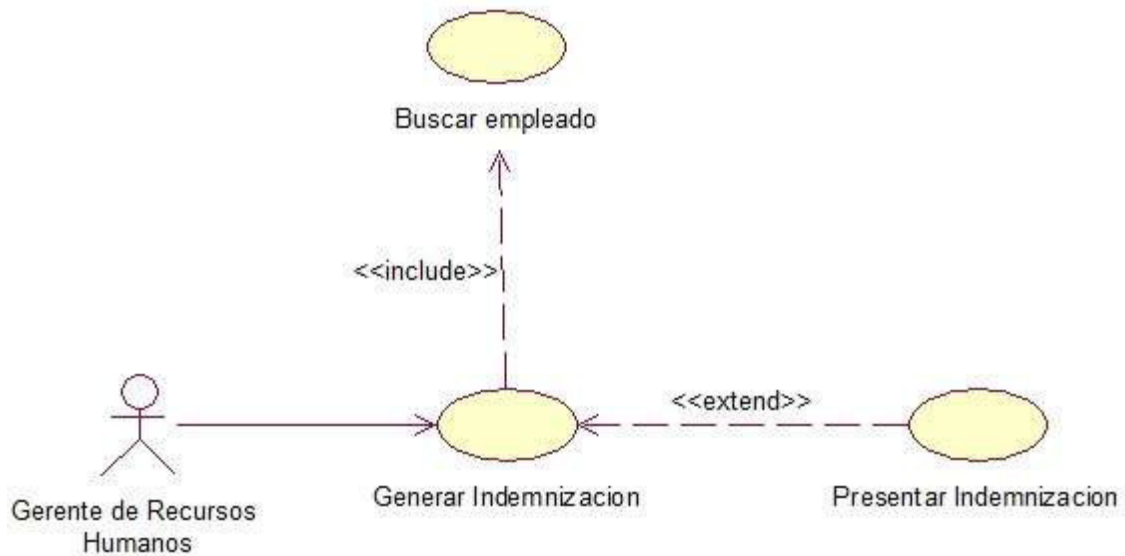 Buscar empleado
<<include>>
<<extend>>
Gerente de Recursos
Humanos
Generar Indemnizacion
Presentar Indemnizacion